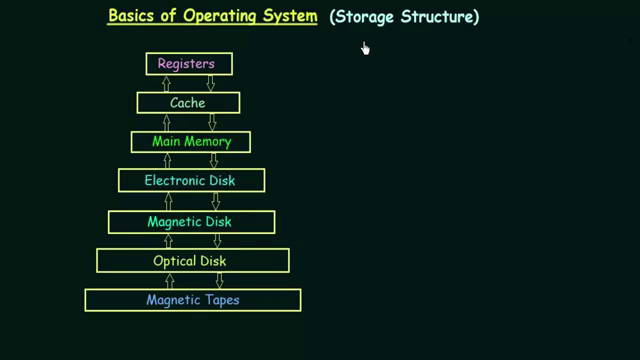 Basics of Operating System (Storage Structure)
Registers
Cache
Main Memory
Electronic Disk
Magnetic Disk
Optical Disk
Magnetic Tapes